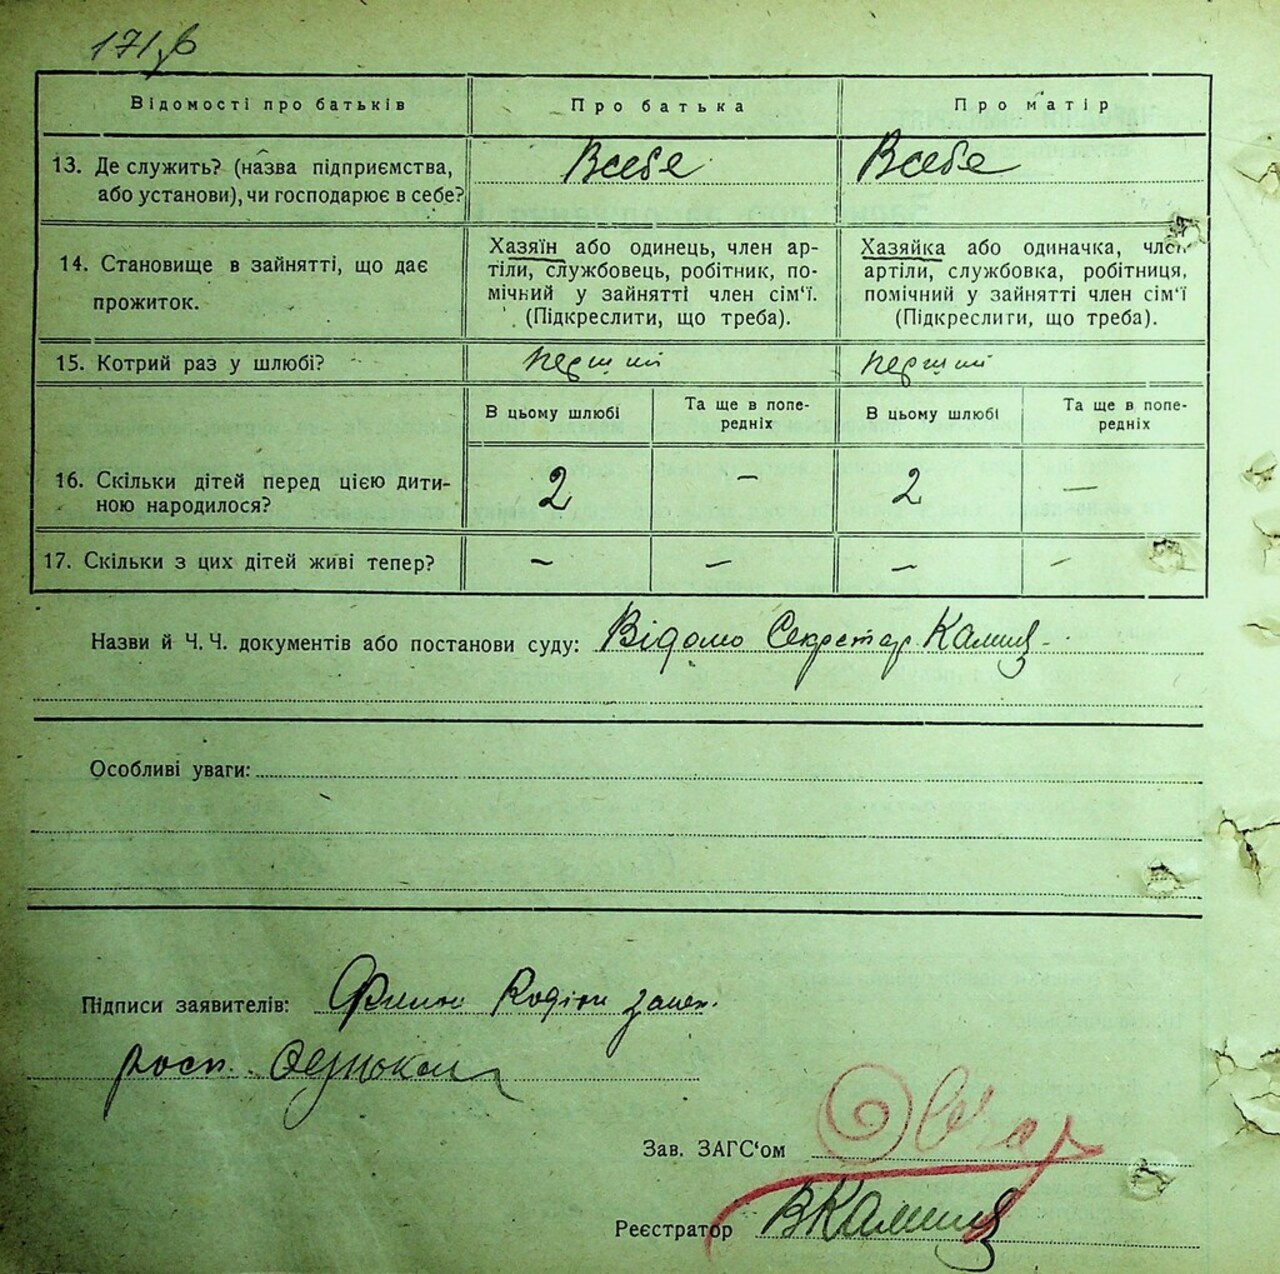 171
Відомості про батьків Про батька Про матір
13. Де служить? (назва підприємства, Всебе Всебе
або установи), чи господарює в себе?
14. Становище в зайнятті, що дає
прожиток.
Хазяїн або одинець, член ар-
тіли, службовець, робітник, по-
мічний у зайнятті член сім‘ї.
(Підкреслити, що треба).
Хазяйка або одиначка, член
артіли, службовка, робітниця,
помічний у зайнятті член сім‘ї
(Підкреслити, що треба).
15. Котрий раз у шлюбі? перший перший
В цьому шлюбі Та ще в попе- В цьому шлюбі Та ще в попе-
редніх редніх
16. Скільки дітей перед цією дити- 2 — 2 —
ною народилося?
17. Скільки з цих дітей живі тепер? — — — —
Назви й Ч. Ч. документів або постанови суду: Відомо Секретар
Особливі уваги:
Підписи заявителів:
росп.
Зав. ЗАГС‘ом
Реєстратор